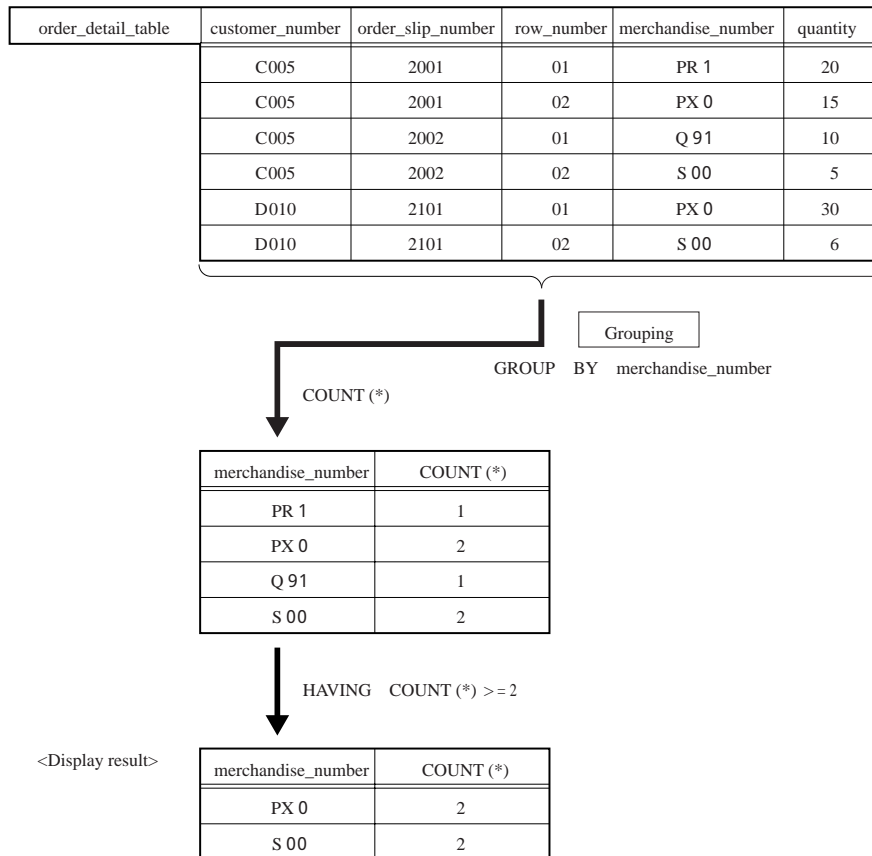 order_detail_table customer_number order_slip_number row_number merchandise_number quantity
C005 2001 01 PR 1 20
C005 2001 02 PX 0 15
C005 2002 01 Q 91 10
C005 2002 02 S 00 5
D010 2101 01 PX 0 30
D010 2101 02 S 00 6
Grouping
GROUP BY merchandise_number
COUNT (*)
merchandise_number COUNT (*)
PR 1 1
PX 0 2
Q 91 1
S 00 2
HAVING COUNT (*) >= 2
<Display result>
merchandise_number COUNT (*)
PX 0 2
S 00 2